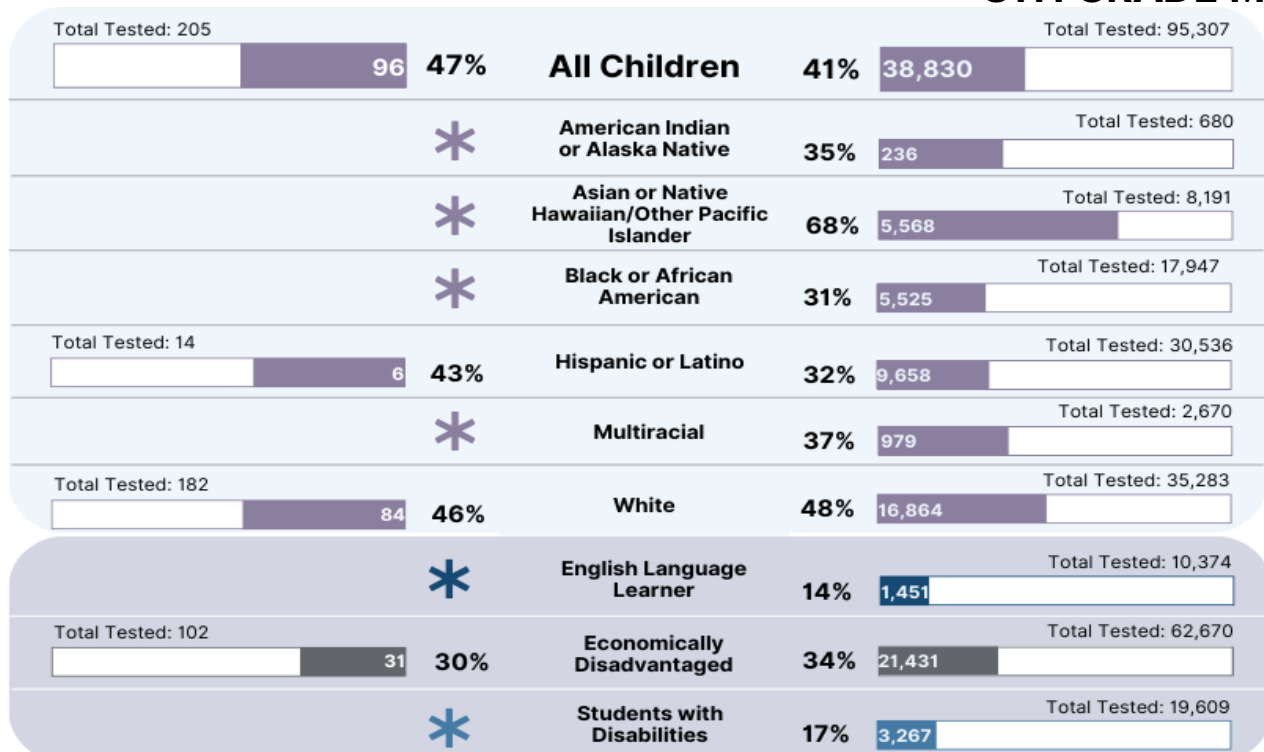 Total Tested: 205
96 47% All Children 41% 38,830
Total Tested: 95,307
American Indian
or Alaska Native
35% 236
Total Tested: 680
Asian or Native
Hawaiian/Other Pacific
Islander
68% 5,568
Total Tested: 8,191
Black or African
American
31% 5,525
Total Tested: 17,947
Total Tested: 14
6 43% Hispanic or Latino 32% 9,658
Total Tested: 30,536
Multiracial 37% 979
Total Tested: 2,670
Total Tested: 182
84 46% White 48% 16,864
Total Tested: 35,283
English Language
Learner
14% 1,451
Total Tested: 10,374
Total Tested: 102
31 30% Economically
Disadvantaged
34% 21,431
Total Tested: 62,670
Students with
Disabilities
17% 3,267
Total Tested: 19,609